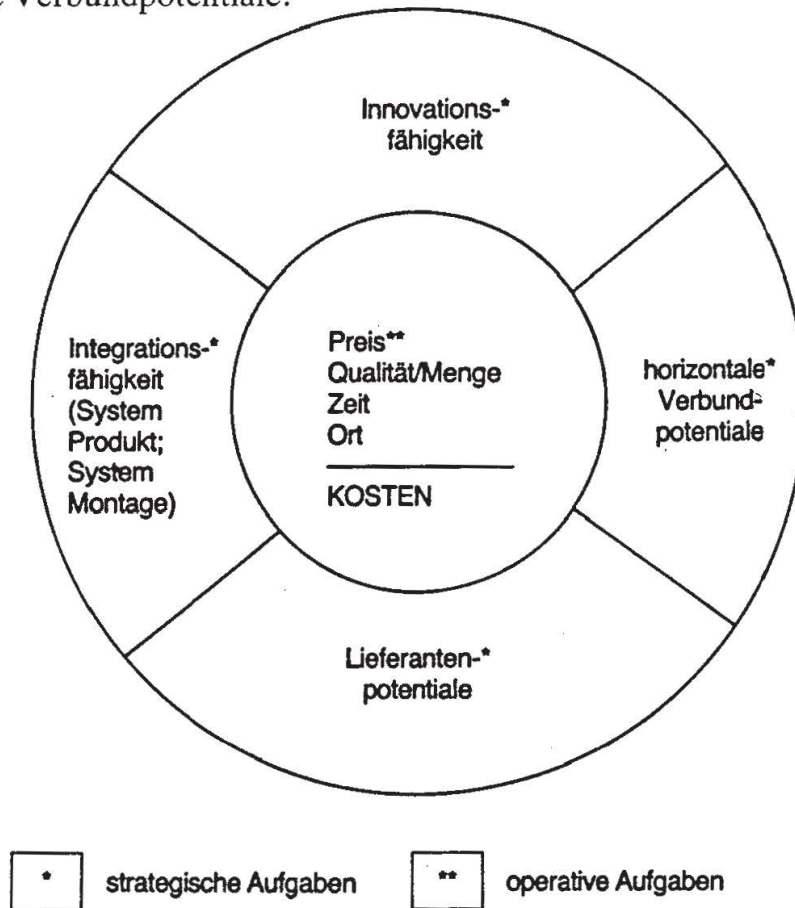 Verbundpotentiale.
Innovations-*
fähigkeit
Integrations-*
fähigkeit
(System
Produkt;
System
Montage)
Preis**
Qualität/Menge
Zeit
Ort
KOSTEN
horizontale*
Verbund-
potentiale
Lieferanten-*
potentiale
* strategische Aufgaben
** operative Aufgaben